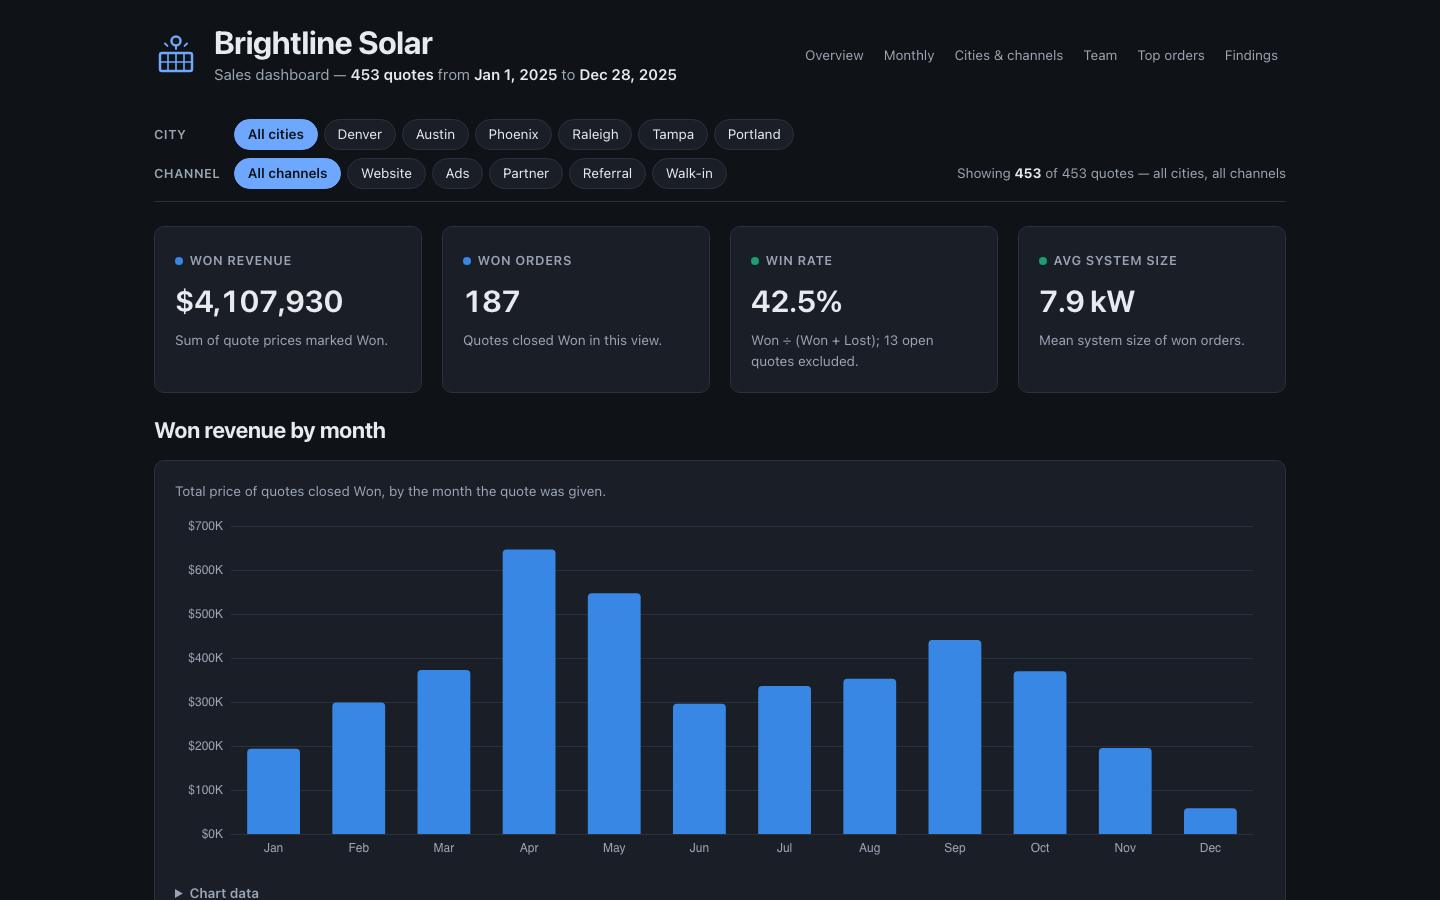 Brightline Solar
Sales dashboard — 453 quotes from Jan 1, 2025 to Dec 28, 2025
Overview Monthly Cities & channels Team Top orders Findings
CITY All cities Denver Austin Phoenix Raleigh Tampa Portland
CHANNEL All channels Website Ads Partner Referral Walk-in
Showing 453 of 453 quotes — all cities, all channels
WON REVENUE
$4,107,930
Sum of quote prices marked Won.
WON ORDERS
187
Quotes closed Won in this view.
WIN RATE
42.5%
Won ÷ (Won + Lost); 13 open
quotes excluded.
AVG SYSTEM SIZE
7.9 kW
Mean system size of won orders.
Won revenue by month
Total price of quotes closed Won, by the month the quote was given.
$700K
$600K
$500K
$400K
$300K
$200K
$100K
$0K
Jan Feb Mar Apr May Jun Jul Aug Sep Oct Nov Dec
Chart data